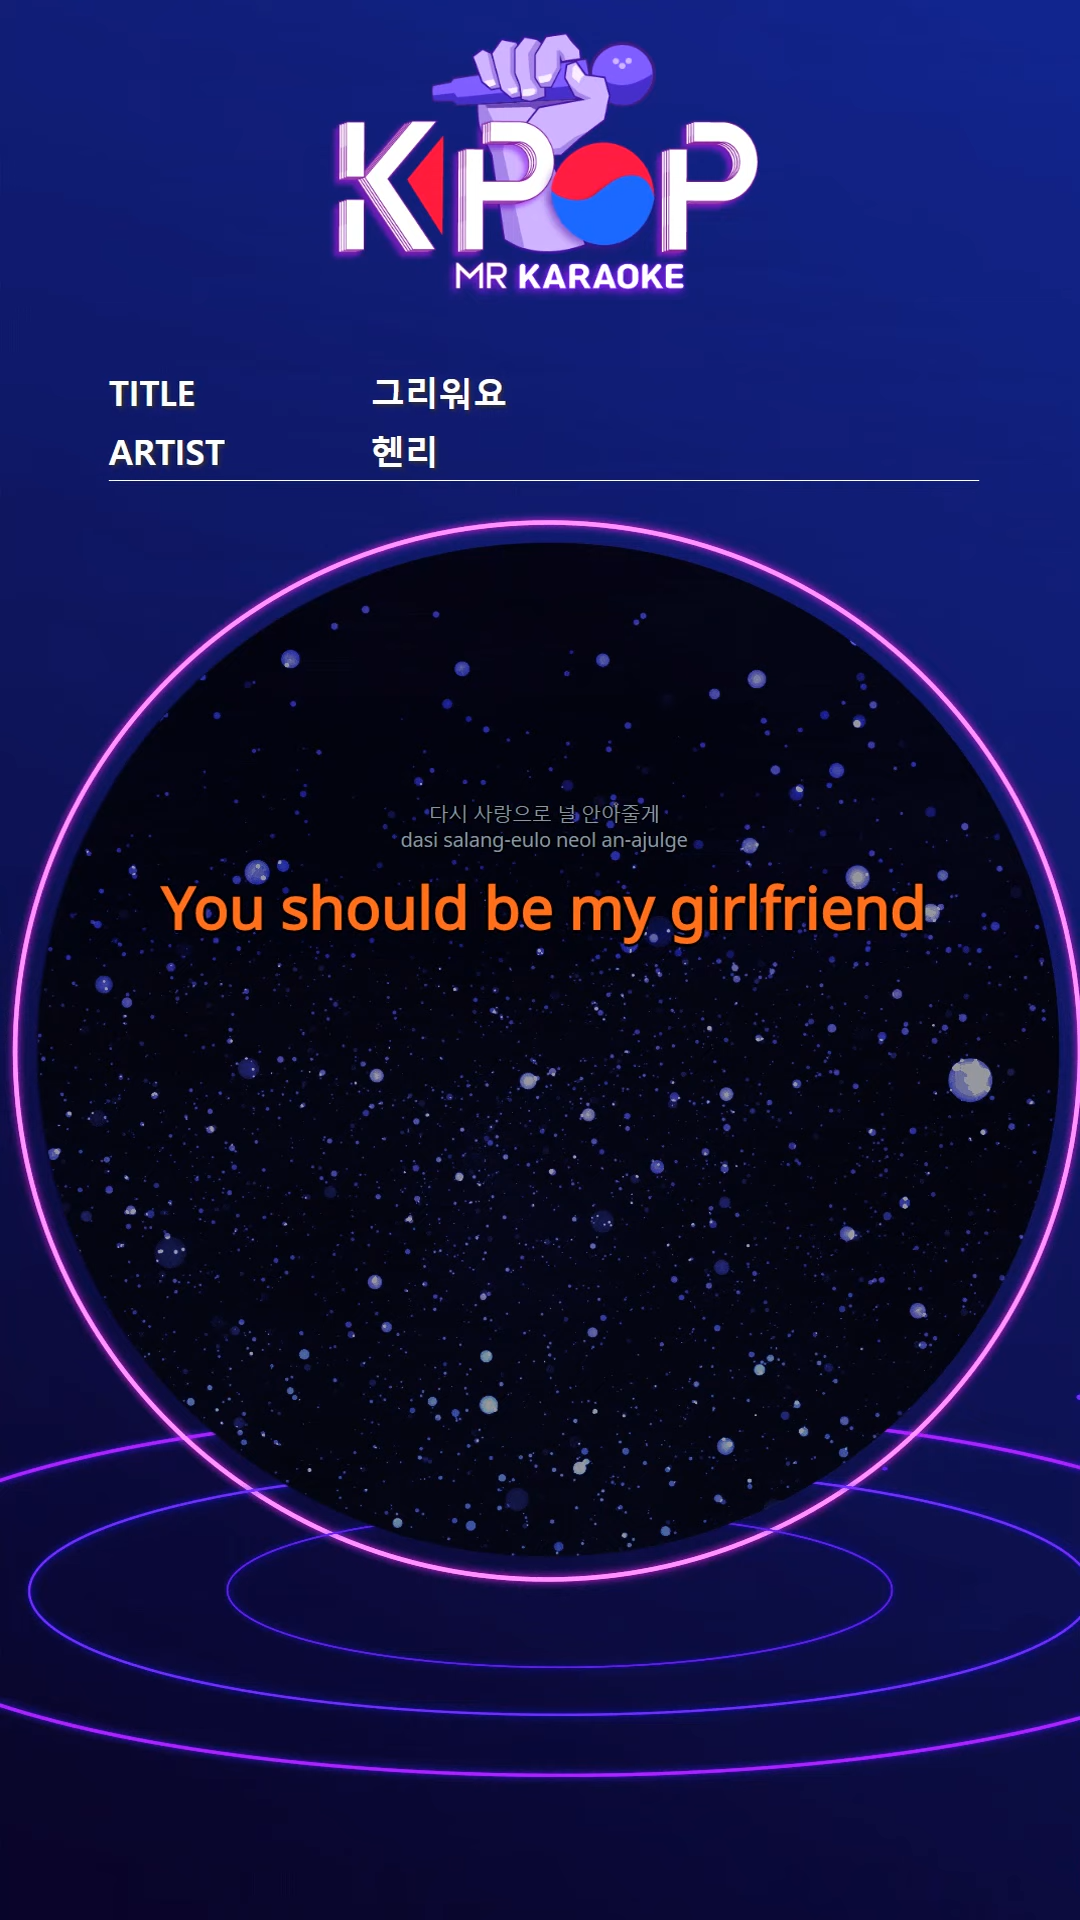 KPOP
MR KARAOKE
TITLE 그리워요
ARTIST 헨리
다시 사랑으로 널 안아줄게
dasi salang-eulo neol an-ajulge
You should be my girlfriend